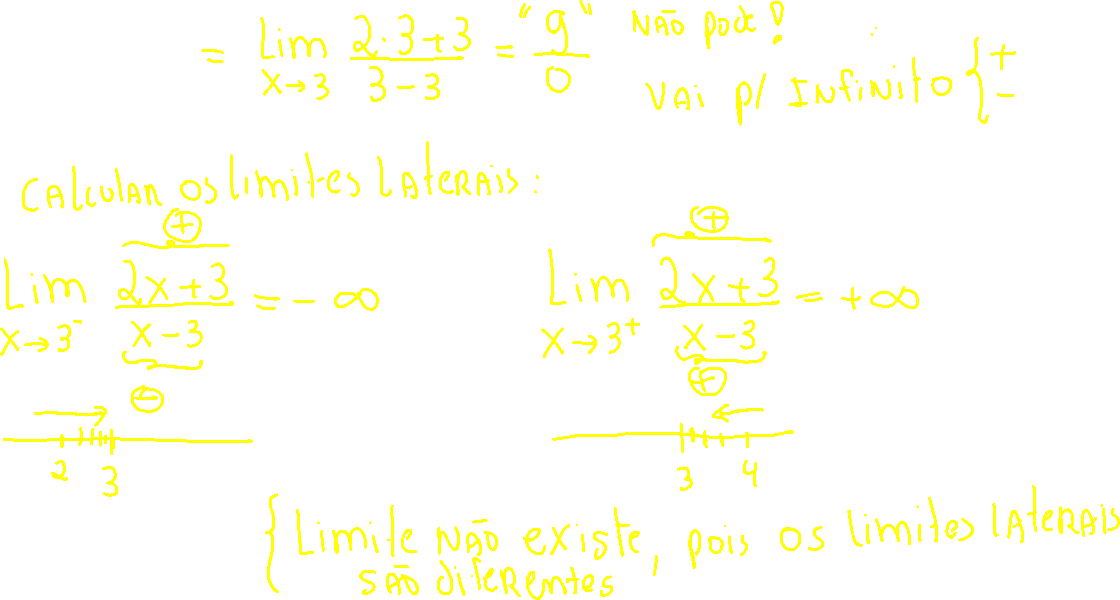 = Lim x→3 2·3+3 / 3-3 = "9" / 0 NÃO pode!
VAi p/ INfiNito { + -
CAlculAR os limites LAterAis:
⊕ ⊕
Lim x→3⁻ 2x+3 / x-3 = -∞ Lim x→3⁺ 2x+3 / x-3 = +∞
⊖ ⊕
2 3 3 4
{ Limite NÃO existe, pois os limites lAterAis
SÃO difeRentes